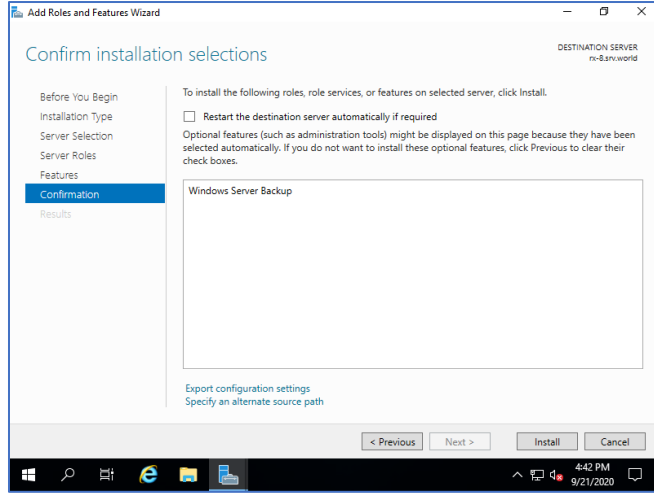 Add Roles and Features Wizard
Confirm installation selections
DESTINATION SERVER
rx-8.srv.world
Before You Begin
Installation Type
Server Selection
Server Roles
Features
Confirmation
Results
To install the following roles, role services, or features on selected server, click Install.
Restart the destination server automatically if required
Optional features (such as administration tools) might be displayed on this page because they have been
selected automatically. If you do not want to install these optional features, click Previous to clear their
check boxes.
Windows Server Backup
Export configuration settings
Specify an alternate source path
< Previous
Next >
Install
Cancel
4:42 PM
9/21/2020